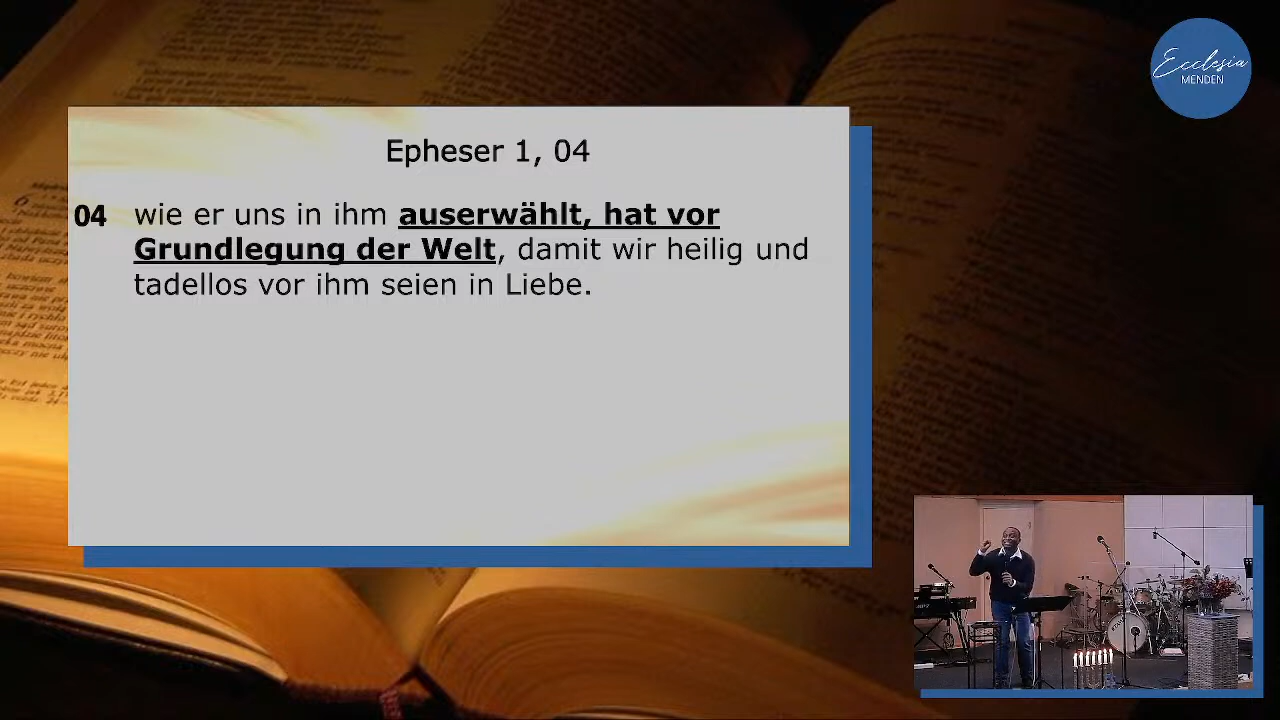 Ecclesia
MENDEN
Epheser 1, 04
04 wie er uns in ihm auserwählt, hat vor
Grundlegung der Welt, damit wir heilig und
tadellos vor ihm seien in Liebe.